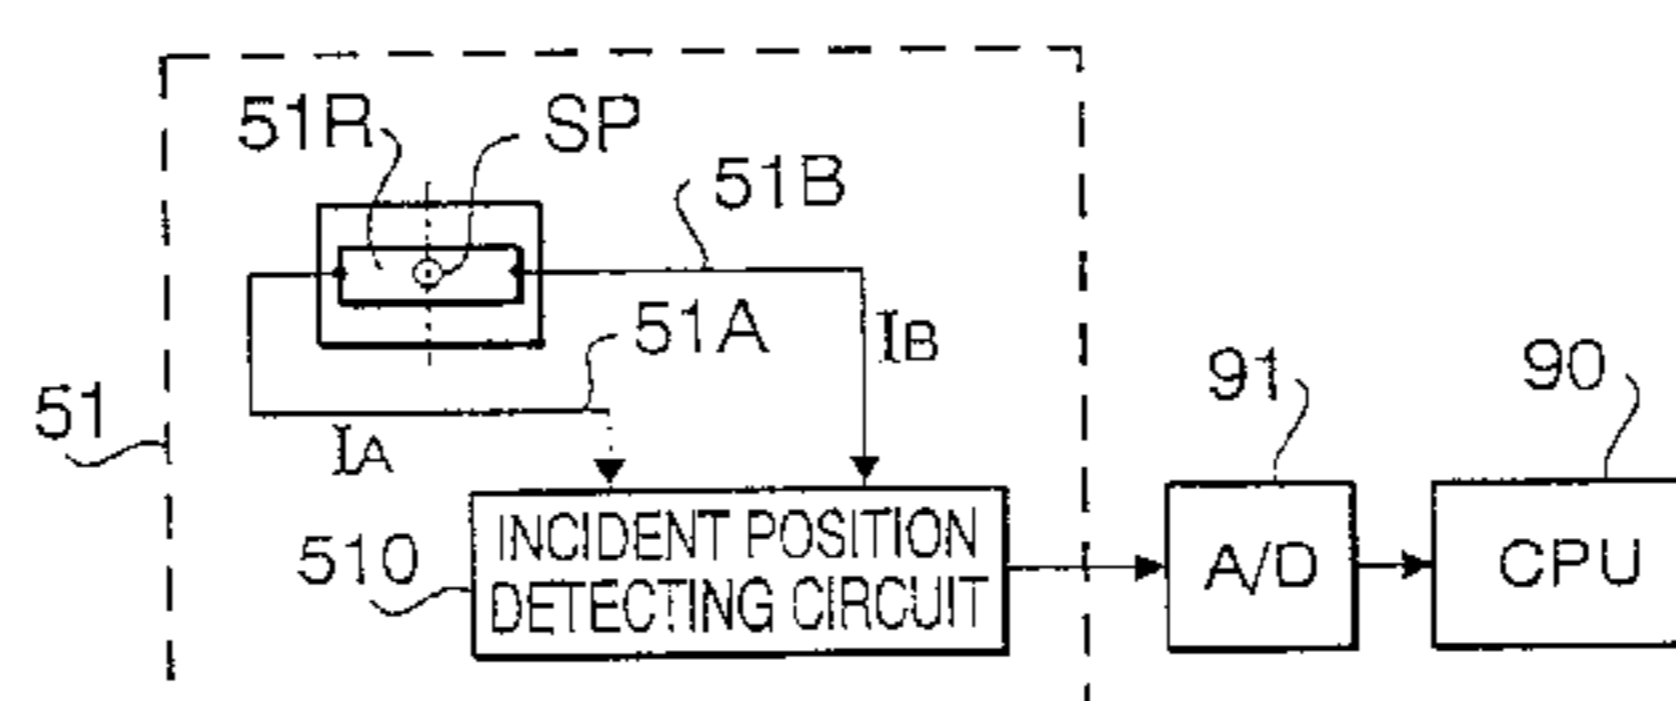 51R
SP
51B
51A
IB
91
90
51
IA
INCIDENT POSITION
DETECTING CIRCUIT
510
A/D
CPU